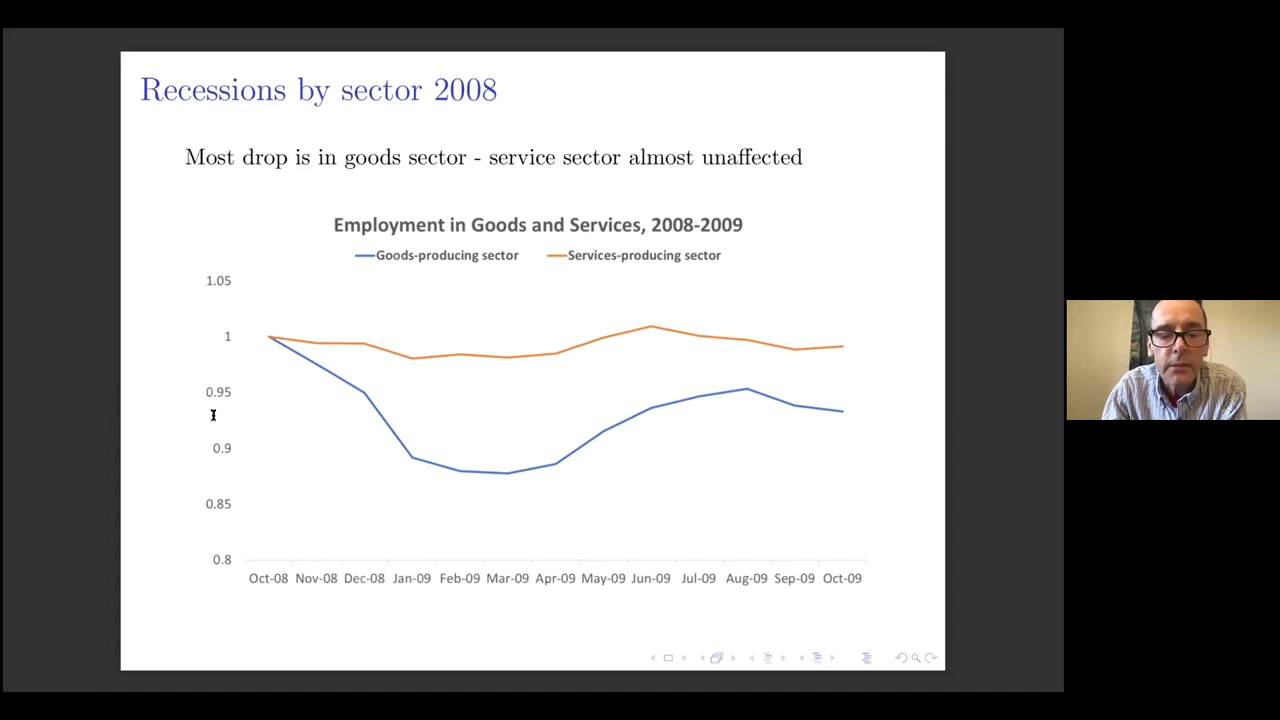 Recessions by sector 2008
Most drop is in goods sector - service sector almost unaffected
Employment in Goods and Services, 2008-2009
Goods-producing sector Services-producing sector
1.05
1
0.95
0.9
0.85
0.8
Oct-08 Nov-08 Dec-08 Jan-09 Feb-09 Mar-09 Apr-09 May-09 Jun-09 Jul-09 Aug-09 Sep-09 Oct-09